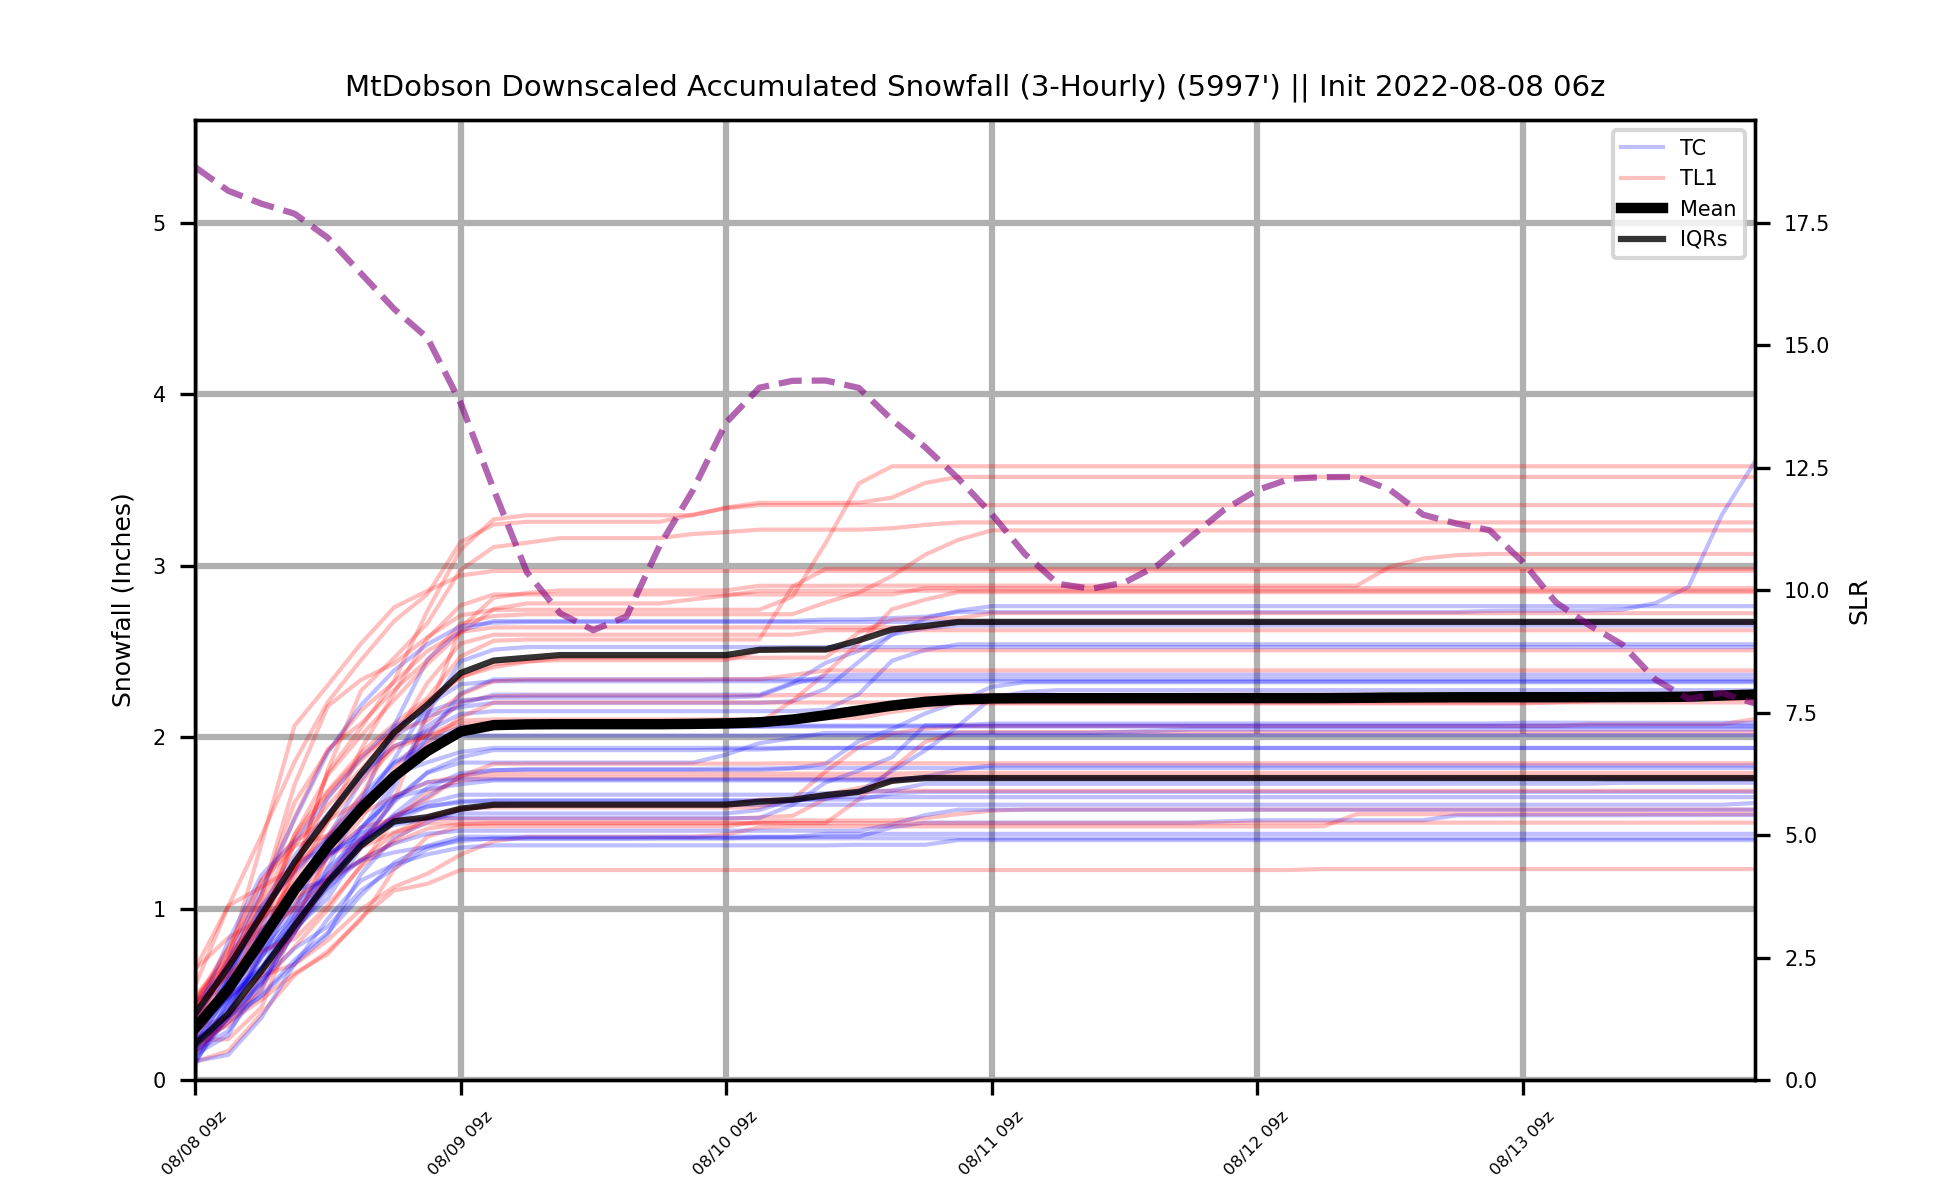 MtDobson Downscaled Accumulated Snowfall (3-Hourly) (5997') || Init 2022-08-08 06z
TC
TL1
Mean
IQRs
Snowfall (Inches)
5
4
3
2
1
0
17.5
15.0
12.5
10.0
7.5
5.0
2.5
0.0
SLR
08/08 09z
08/09 09z
08/10 09z
08/11 09z
08/12 09z
08/13 09z